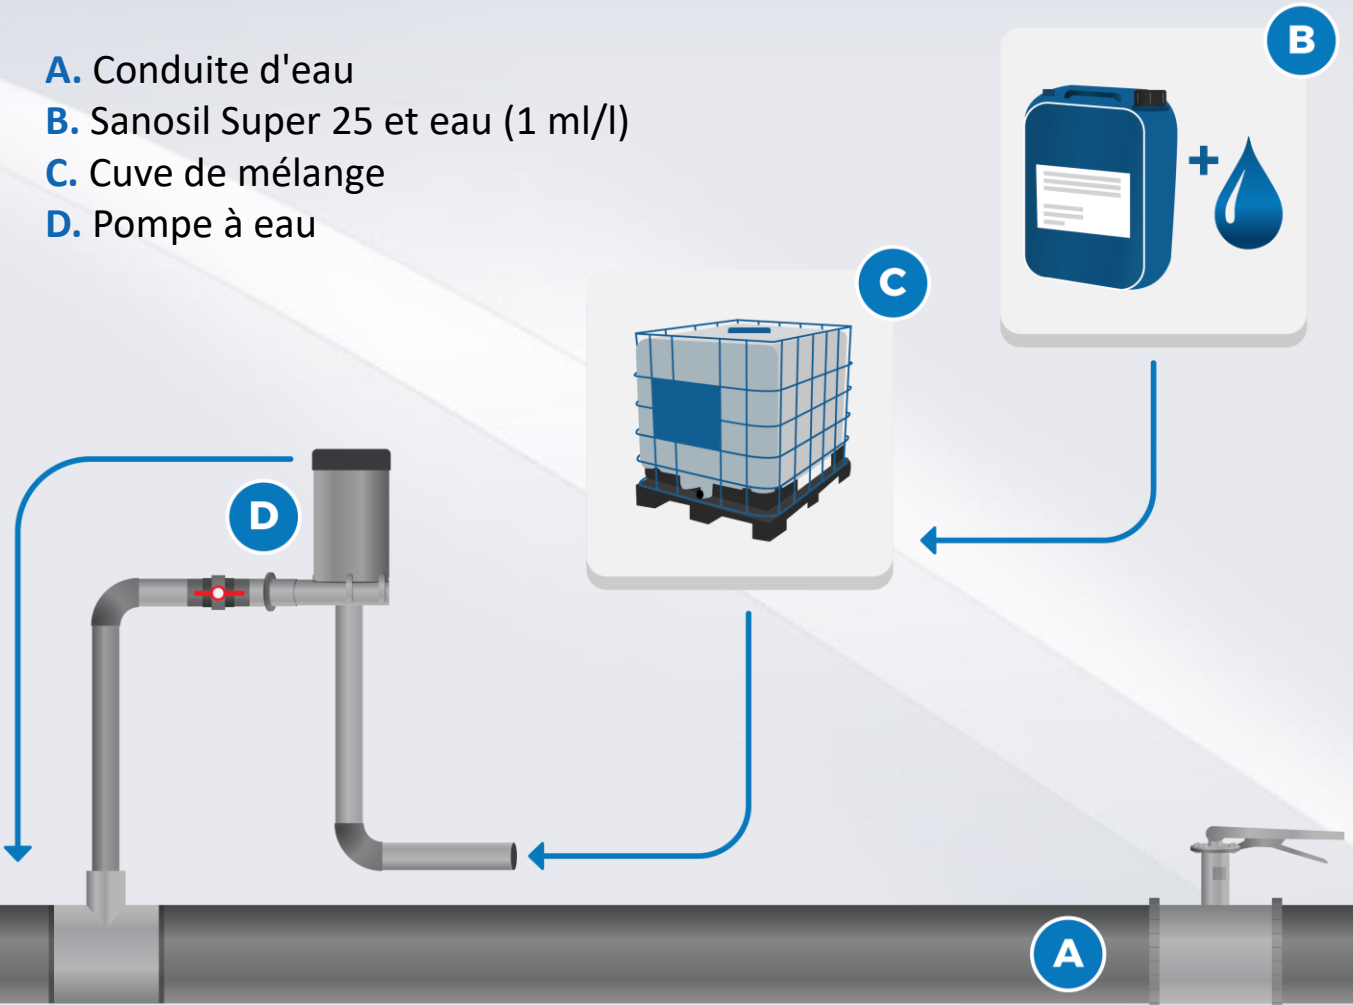 A. Conduite d'eau
B. Sanosil Super 25 et eau (1 ml/l)
C. Cuve de mélange
D. Pompe à eau
B
+
C
D
A